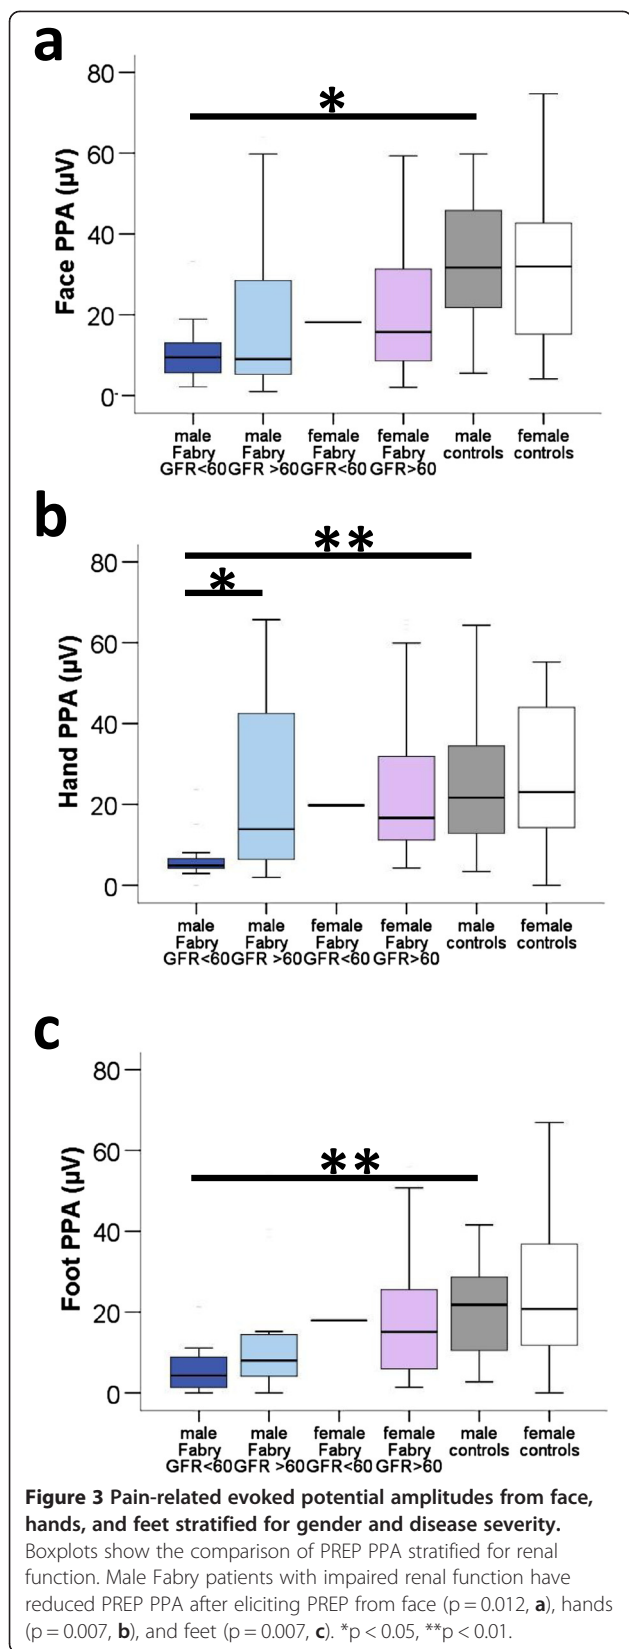 a
*
80
60
40
20
0
Face PPA (µV)
male Fabry GFR<60
male Fabry GFR >60
female Fabry GFR<60
female Fabry GFR>60
male controls
female controls
b
**
*
80
60
40
20
0
Hand PPA (µV)
male Fabry GFR<60
male Fabry GFR >60
female Fabry GFR<60
female Fabry GFR>60
male controls
female controls
c
**
80
60
40
20
0
Foot PPA (µV)
male Fabry GFR<60
male Fabry GFR >60
female Fabry GFR<60
female Fabry GFR>60
male controls
female controls
Figure 3 Pain-related evoked potential amplitudes from face,
hands, and feet stratified for gender and disease severity.
Boxplots show the comparison of PREP PPA stratified for renal
function. Male Fabry patients with impaired renal function have
reduced PREP PPA after eliciting PREP from face (p = 0.012, a), hands
(p = 0.007, b), and feet (p = 0.007, c). *p < 0.05, **p < 0.01.